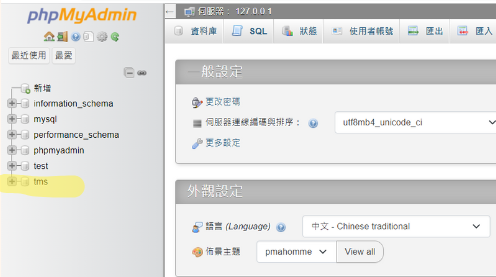 phpMyAdmin
最近使用 最愛
新增
information_schema
mysql
performance_schema
phpmyadmin
test
tms
伺服器: 127.0.0.1
資料庫 SQL 狀態 使用者帳號 匯出 匯入
一般設定
更改密碼
伺服器連線編碼與排序： utf8mb4_unicode_ci
更多設定
外觀設定
語言 (Language) 中文 - Chinese traditional
佈景主題 pmahomme View all